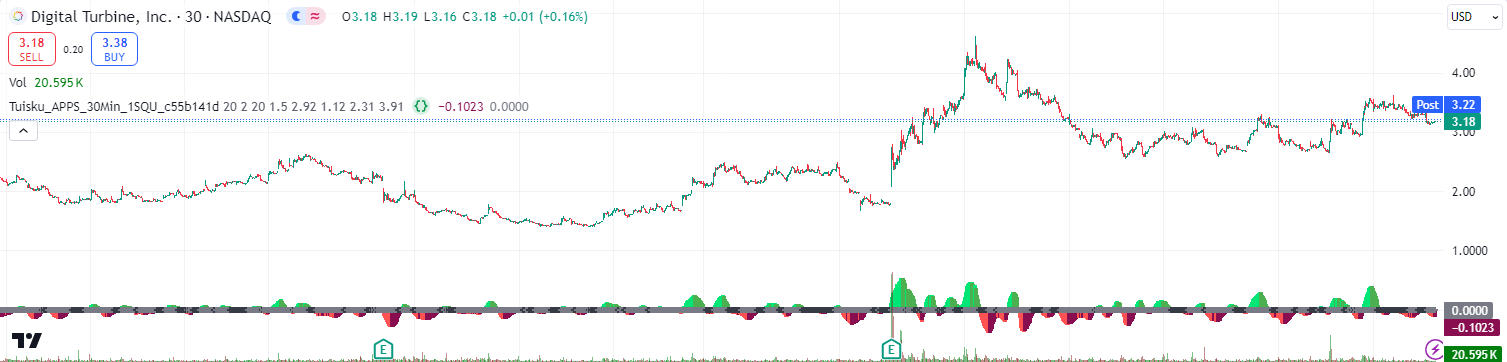 Digital Turbine, Inc. · 30 · NASDAQ O3.18 H3.19 L3.16 C3.18 +0.01 (+0.16%) USD
3.18 SELL 0.20 3.38 BUY
Vol 20.595 K
Tuisku_APPS_30Min_1SQU_c55b141d 20 2 20 1.5 2.92 1.12 2.31 3.91 −0.1023 0.0000
4.00
Post 3.22
3.18
3.00
2.00
1.0000
0.0000
−0.1023
E E
20.595 K